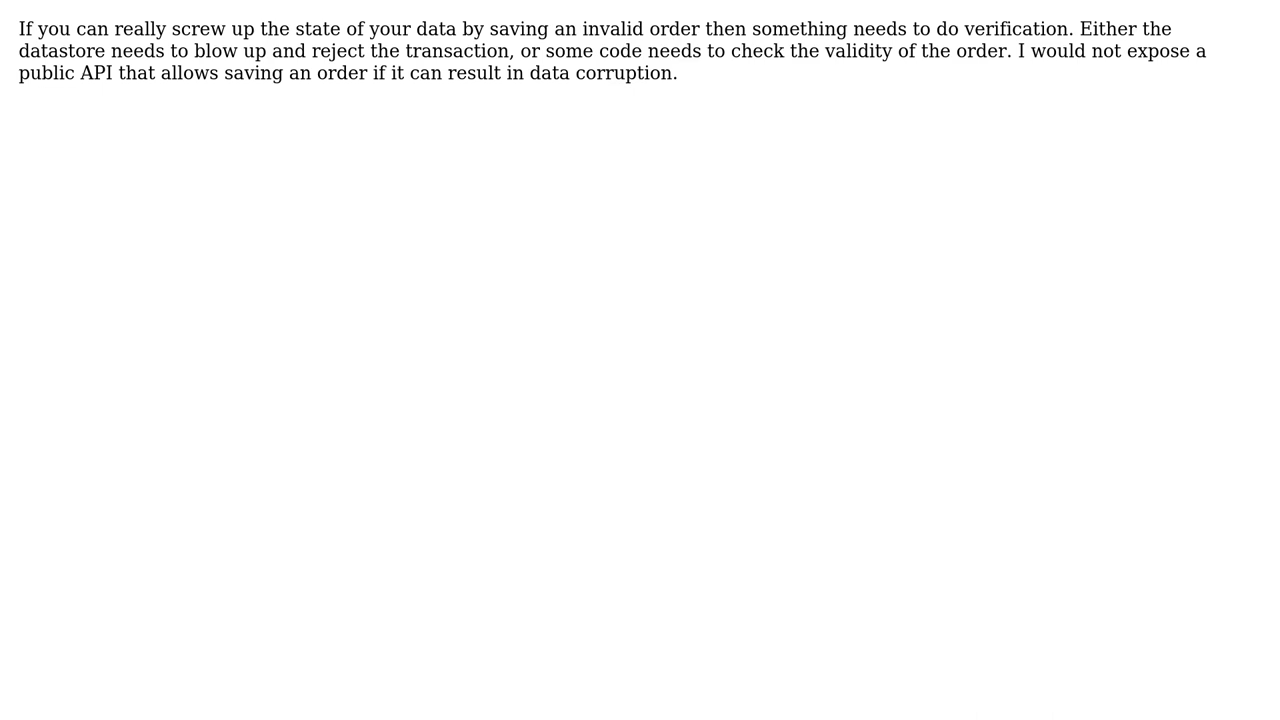 If you can really screw up the state of your data by saving an invalid order then something needs to do verification. Either the
datastore needs to blow up and reject the transaction, or some code needs to check the validity of the order. I would not expose a
public API that allows saving an order if it can result in data corruption.